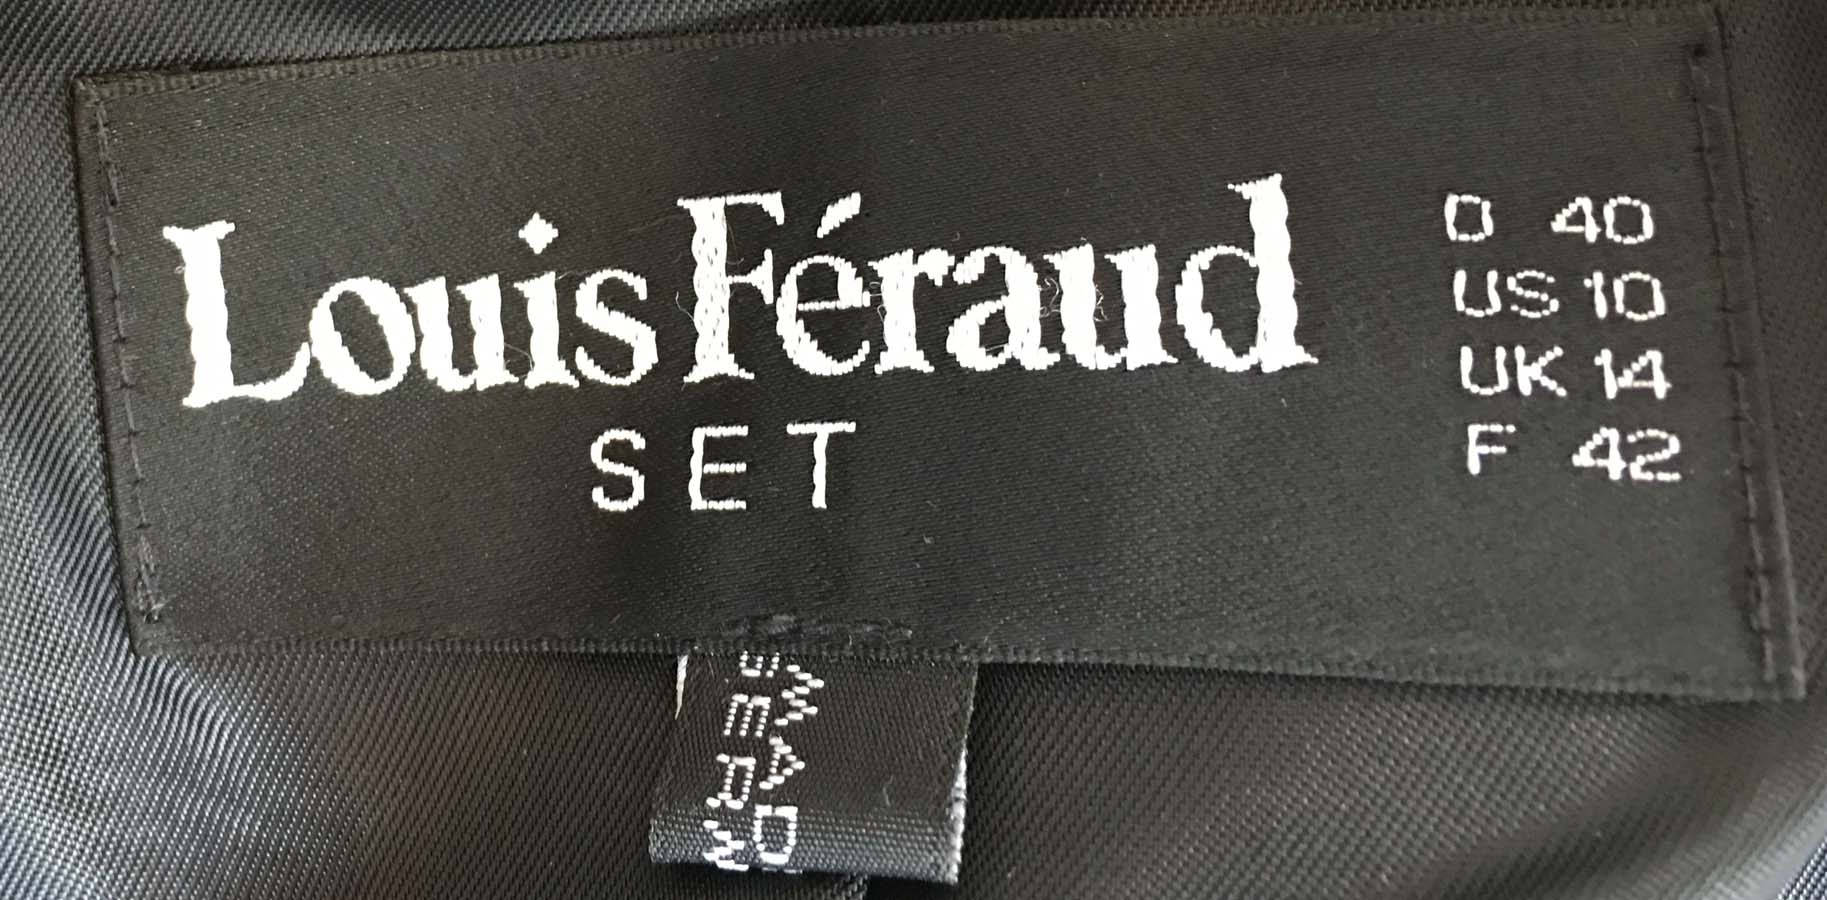 Louis Féraud
SET
D 40
US 10
UK 14
F 42